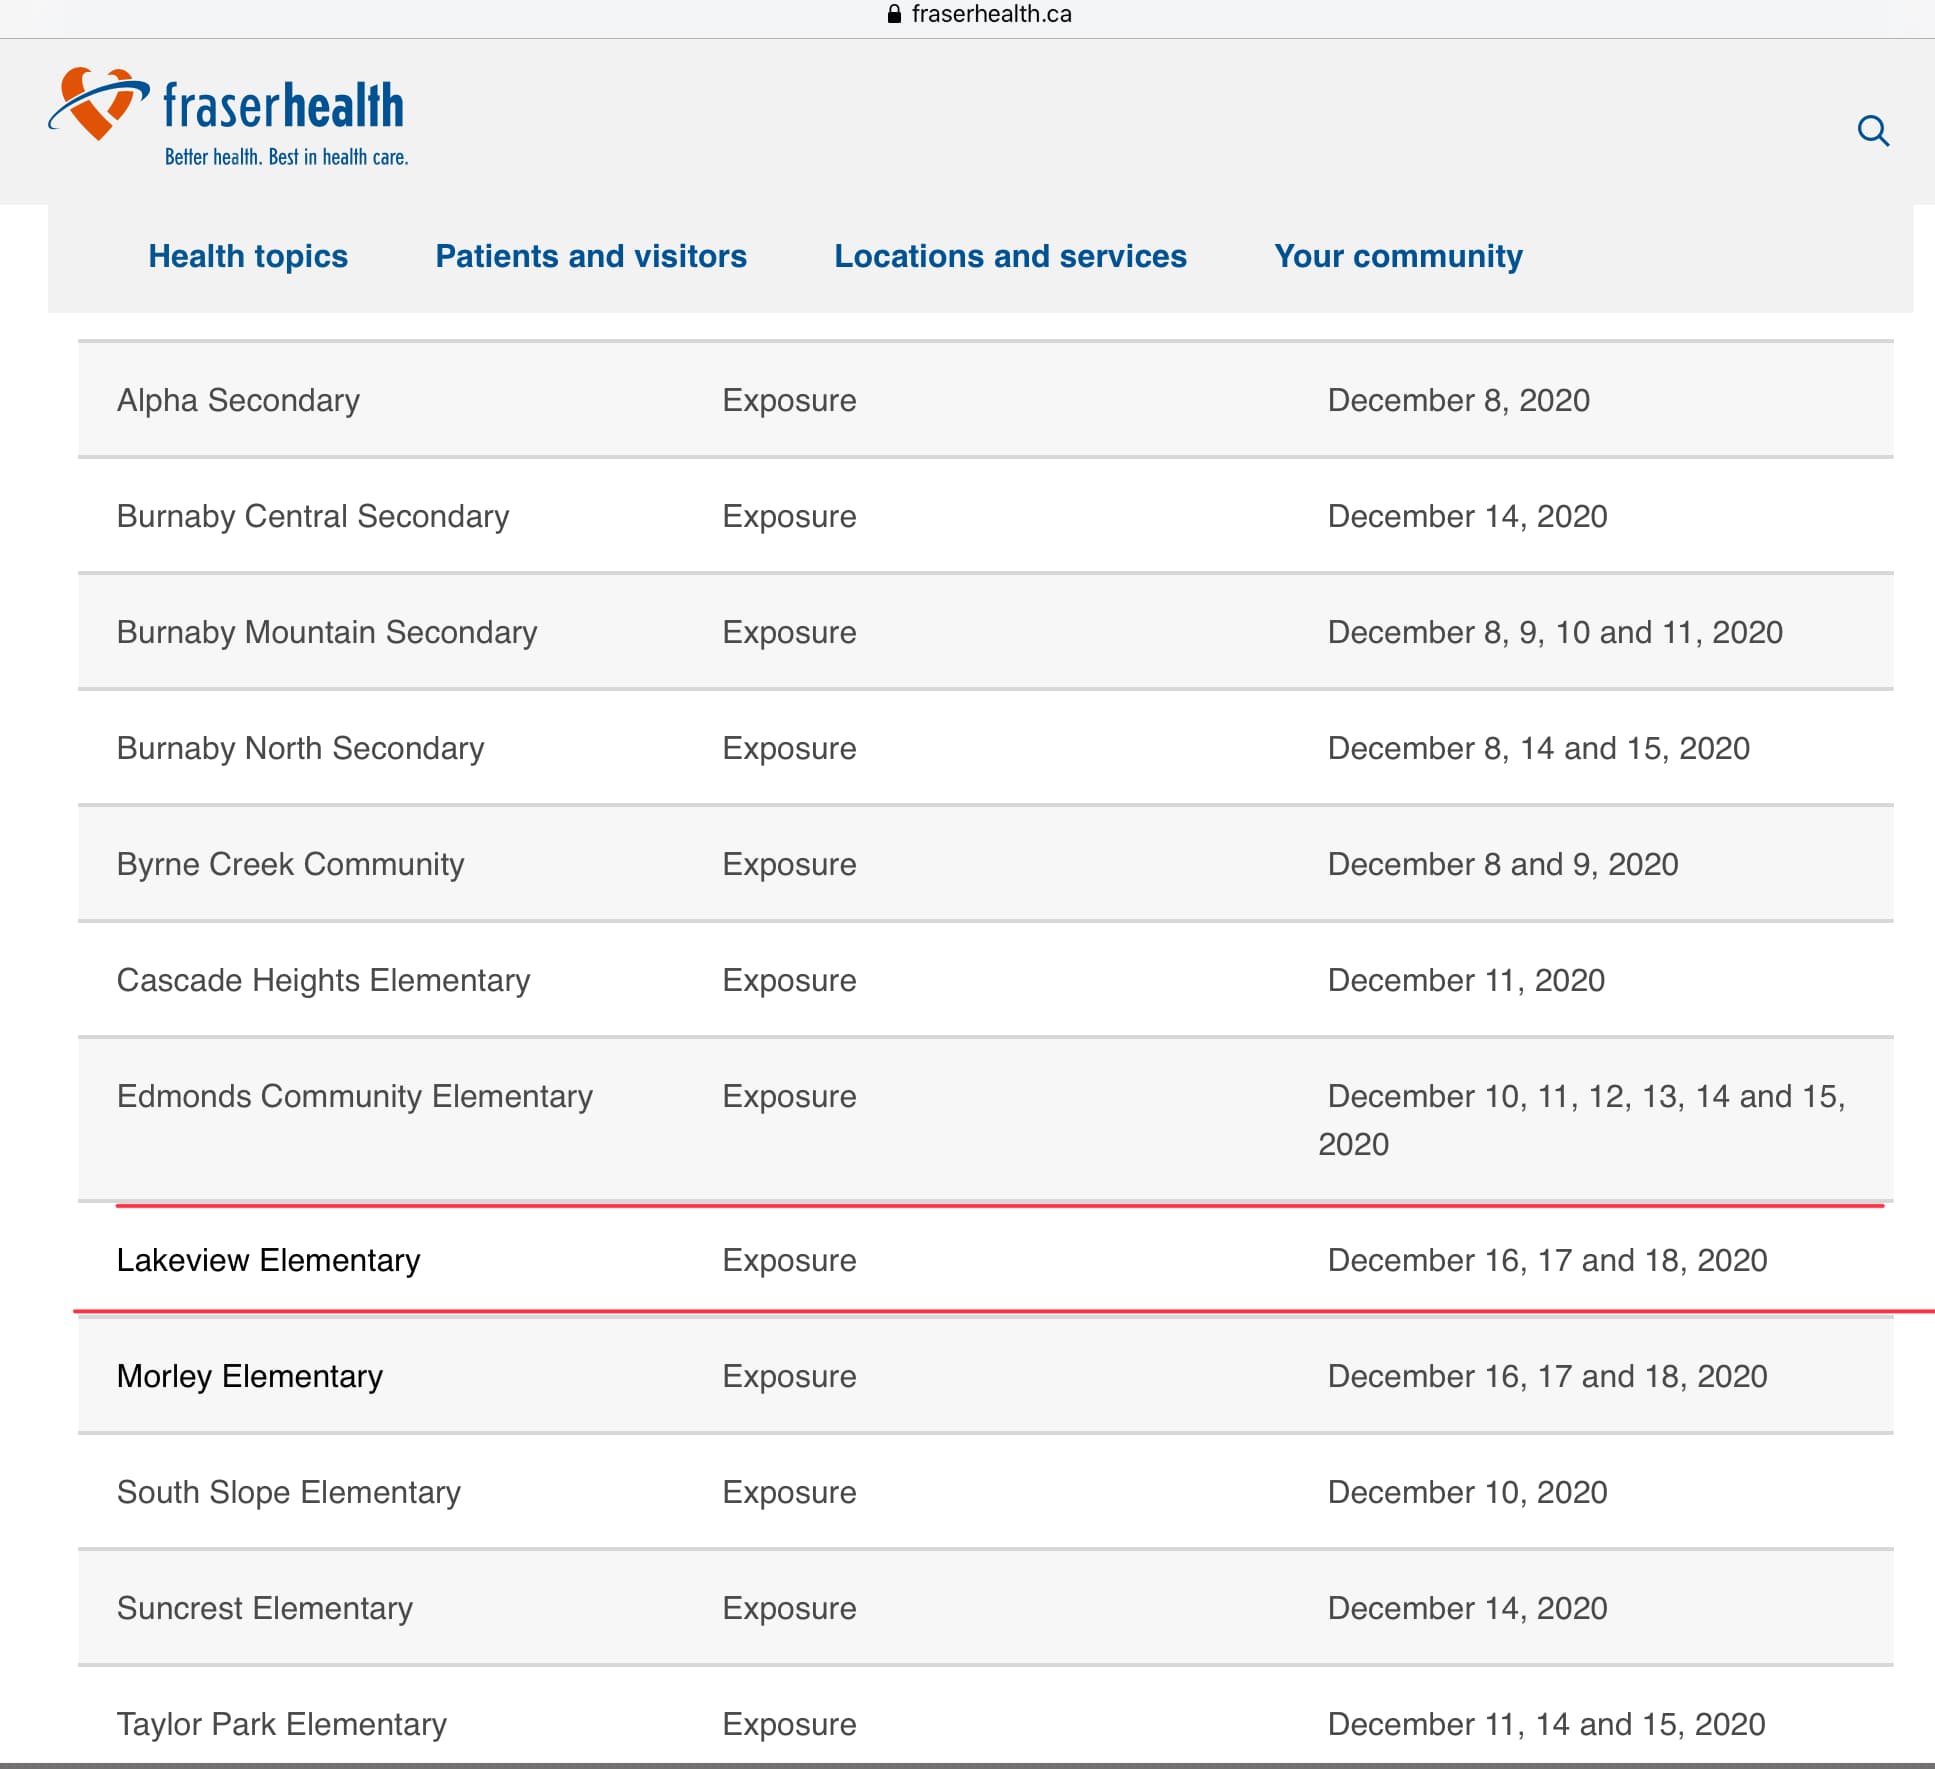 fraserhealth.ca
fraserhealth
Better health. Best in health care.
Health topics Patients and visitors Locations and services Your community
Alpha Secondary Exposure December 8, 2020
Burnaby Central Secondary Exposure December 14, 2020
Burnaby Mountain Secondary Exposure December 8, 9, 10 and 11, 2020
Burnaby North Secondary Exposure December 8, 14 and 15, 2020
Byrne Creek Community Exposure December 8 and 9, 2020
Cascade Heights Elementary Exposure December 11, 2020
Edmonds Community Elementary Exposure December 10, 11, 12, 13, 14 and 15,
2020
Lakeview Elementary Exposure December 16, 17 and 18, 2020
Morley Elementary Exposure December 16, 17 and 18, 2020
South Slope Elementary Exposure December 10, 2020
Suncrest Elementary Exposure December 14, 2020
Taylor Park Elementary Exposure December 11, 14 and 15, 2020